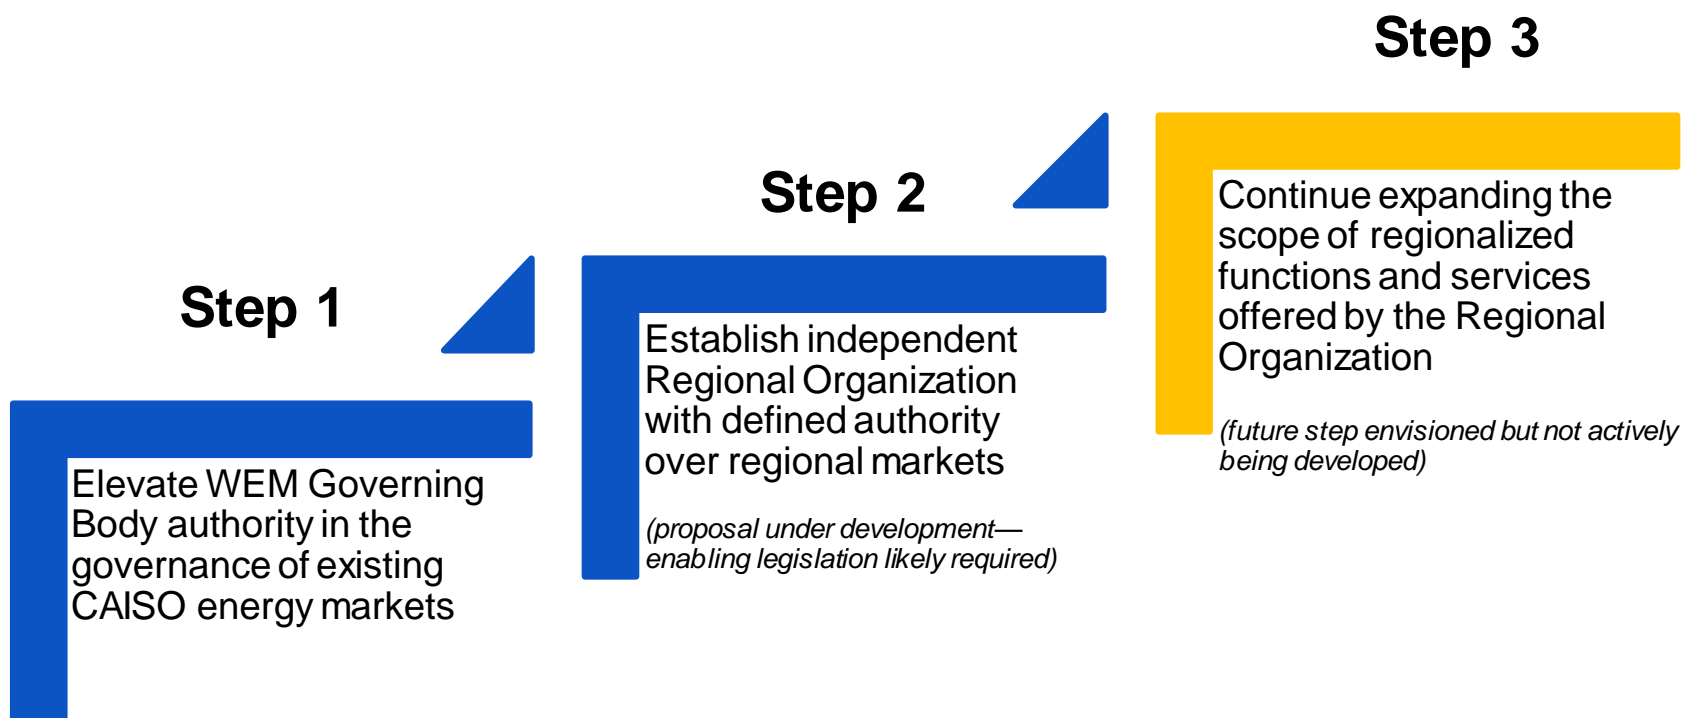 Step 1
Elevate WEM Governing
Body authority in the
governance of existing
CAISO energy markets
Step 2
Establish independent
Regional Organization
with defined authority
over regional markets
(proposal under development—
enabling legislation likely required)
Step 3
Continue expanding the
scope of regionalized
functions and services
offered by the Regional
Organization
(future step envisioned but not actively
being developed)